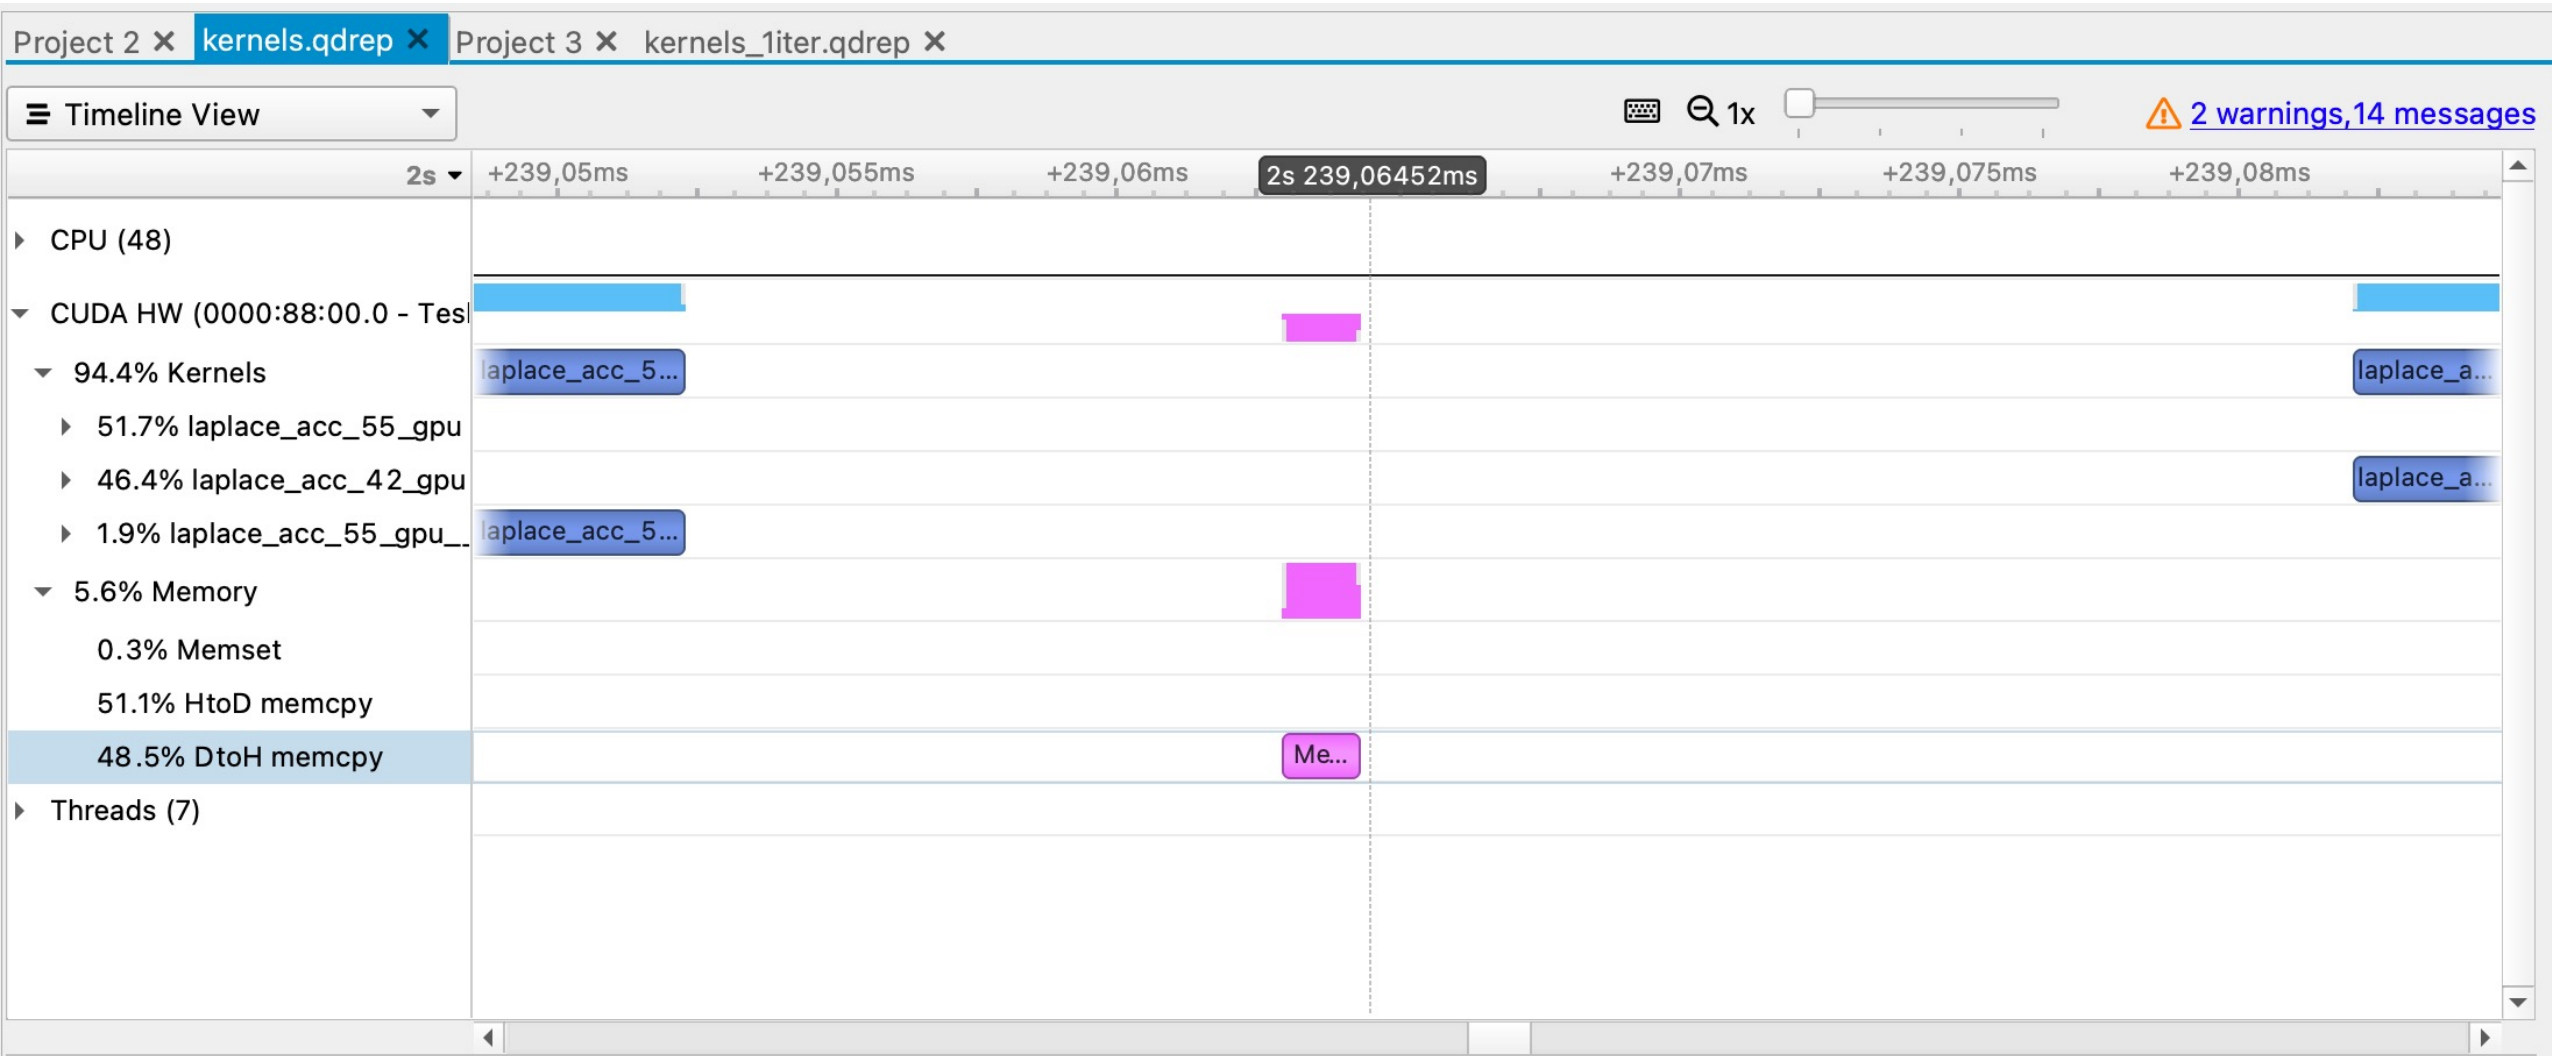 Project 2 kernels.qdrep Project 3 kernels_1iter.qdrep
Timeline View 1x 2 warnings,14 messages
2s +239,05ms +239,055ms +239,06ms 2s 239,06452ms +239,07ms +239,075ms +239,08ms
CPU (48)
CUDA HW (0000:88:00.0 - Tesl
94.4% Kernels laplace_acc_5... laplace_a...
51.7% laplace_acc_55_gpu
46.4% laplace_acc_42_gpu laplace_a...
1.9% laplace_acc_55_gpu__ laplace_acc_5...
5.6% Memory
0.3% Memset
51.1% HtoD memcpy
48.5% DtoH memcpy Me...
Threads (7)